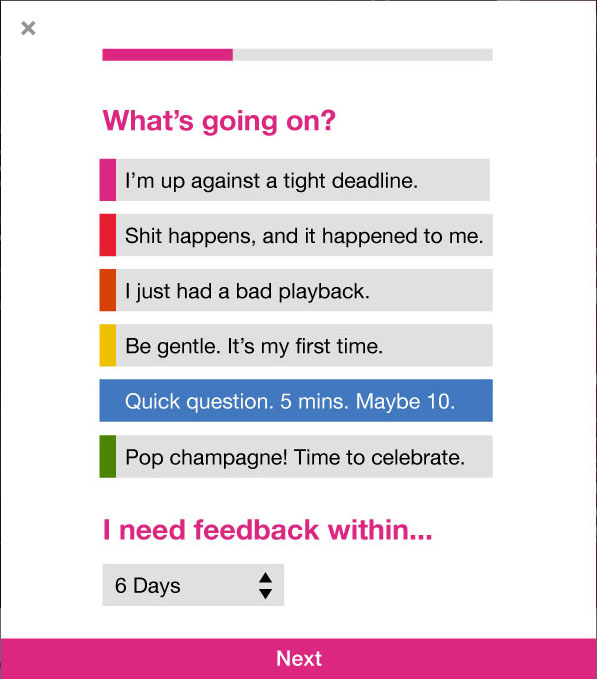 What’s going on?
I’m up against a tight deadline.
Shit happens, and it happened to me.
I just had a bad playback.
Be gentle. It’s my first time.
Quick question. 5 mins. Maybe 10.
Pop champagne! Time to celebrate.
I need feedback within...
6 Days
Next